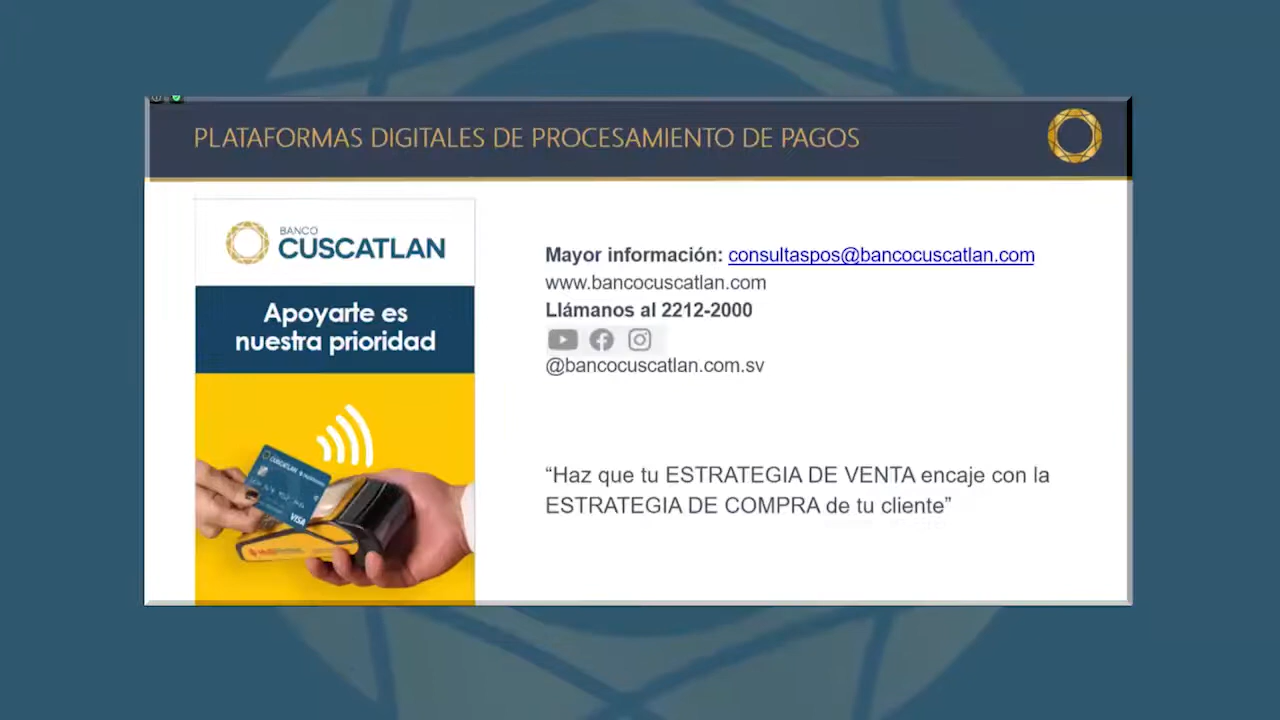 PLATAFORMAS DIGITALES DE PROCESAMIENTO DE PAGOS
BANCO
CUSCATLAN
Apoyarte es
nuestra prioridad
CUSCATLAN
VISA
Mayor información: consultaspos@bancocuscatlan.com
www.bancocuscatlan.com
Llámanos al 2212-2000
@bancocuscatlan.com.sv
“Haz que tu ESTRATEGIA DE VENTA encaje con la
ESTRATEGIA DE COMPRA de tu cliente”